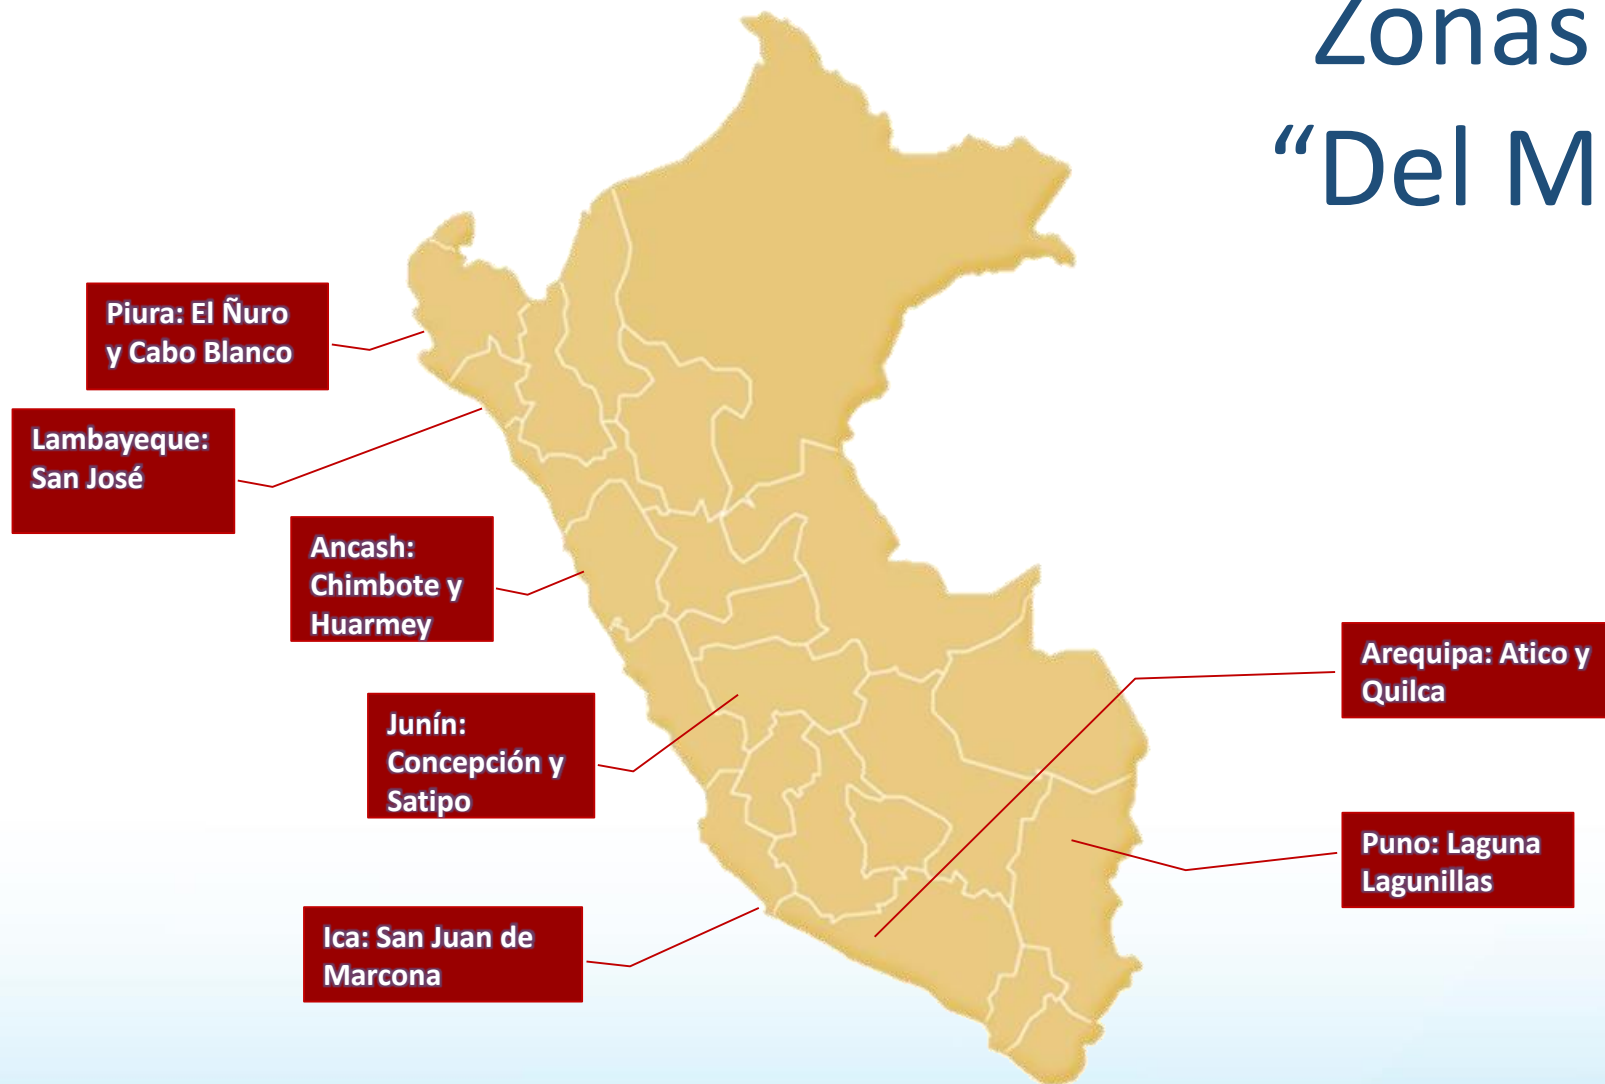 Zonas
“Del M
Piura: El Ñuro
y Cabo Blanco
Lambayeque:
San José
Ancash:
Chimbote y
Huarmey
Junín:
Concepción y
Satipo
Ica: San Juan de
Marcona
Arequipa: Atico y
Quilca
Puno: Laguna
Lagunillas